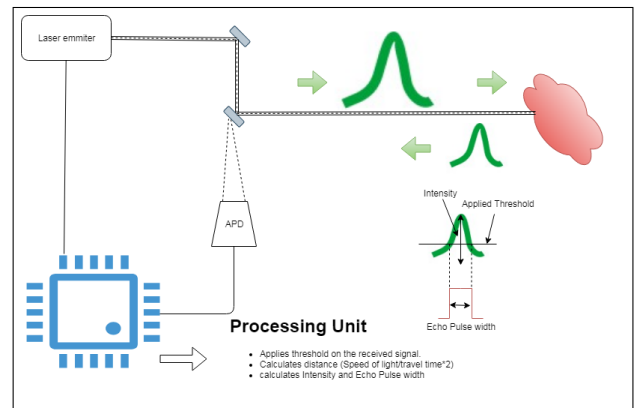 Laser emmiter
Intensity
Applied Threshold
APD
Echo Pulse width
Processing Unit
Applies threshold on the received signal.
Calculates distance (Speed of light/travel time*2)
calculates Intensity and Echo Pulse width